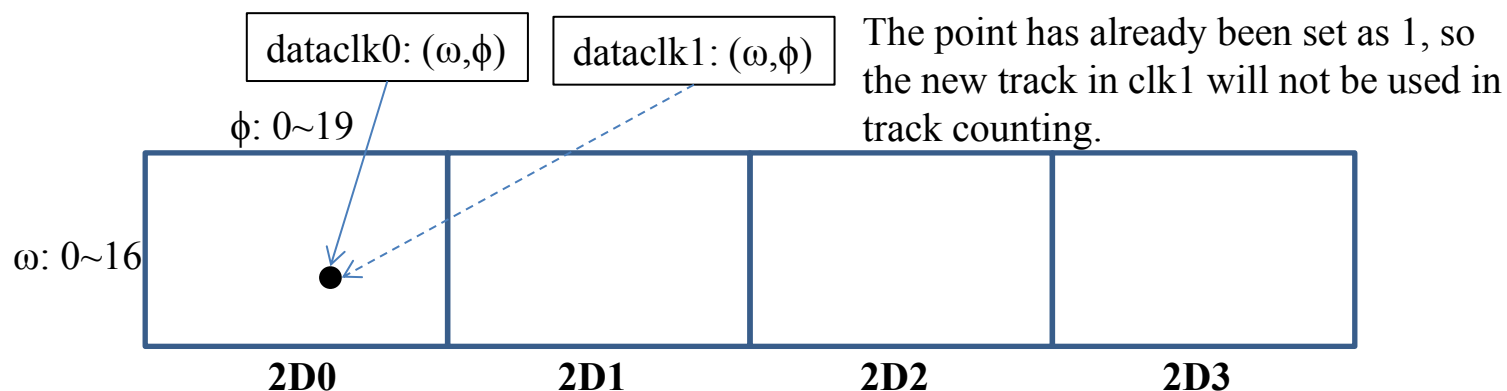 dataclk0: (ω,ϕ)
dataclk1: (ω,ϕ)
The point has already been set as 1, so
the new track in clk1 will not be used in
track counting.
ϕ: 0~19
ω: 0~16
2D0
2D1
2D2
2D3